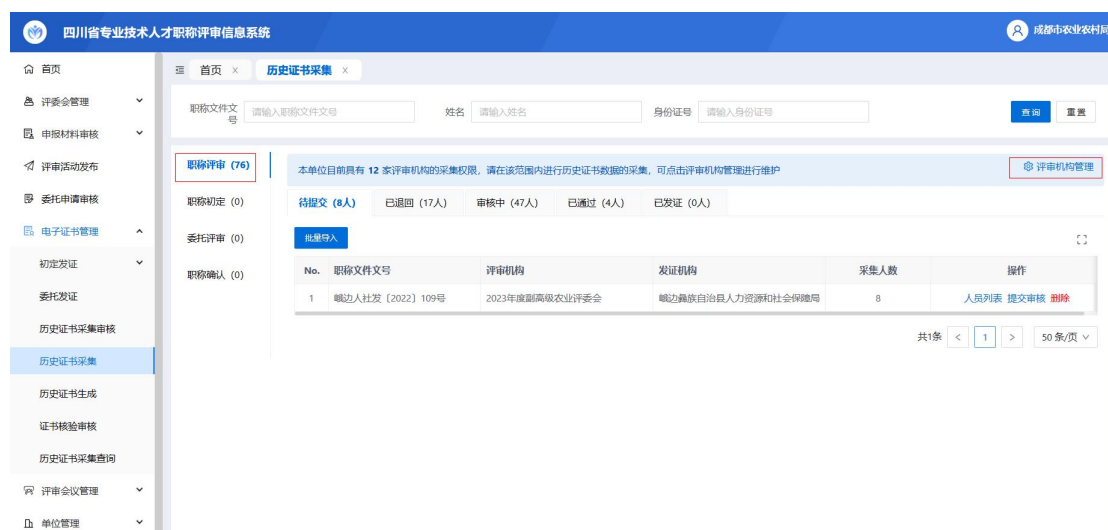 四川省专业技术人才职称评审信息系统
成都市农业农村局
首页
评委会管理
申报材料审核
评审活动发布
委托申请审核
电子证书管理
初定发证
委托发证
历史证书采集审核
历史证书采集
历史证书生成
证书核验审核
历史证书采集查询
评审会议管理
单位管理
首页 ×
历史证书采集 ×
职称文件文号 请输入职称文件文号
姓名 请输入姓名
身份证号 请输入身份证号
查询 重置
职称评审 (76)
职称初定 (0)
委托评审 (0)
职称确认 (0)
本单位目前具有 12 家评审机构的采集权限，请在该范围内进行历史证书数据的采集，可点击评审机构管理进行维护
评审机构管理
待提交 (8人) 已退回 (17人) 审核中 (47人) 已通过 (4人) 已发证 (0人)
批量导入
No. 职称文件文号 评审机构 发证机构 采集人数 操作
1 峨边人社发〔2022〕109号 2023年度副高级农业评委会 峨边彝族自治县人力资源和社会保障局 8 人员列表 提交审核 删除
共1条 < 1 > 50 条/页